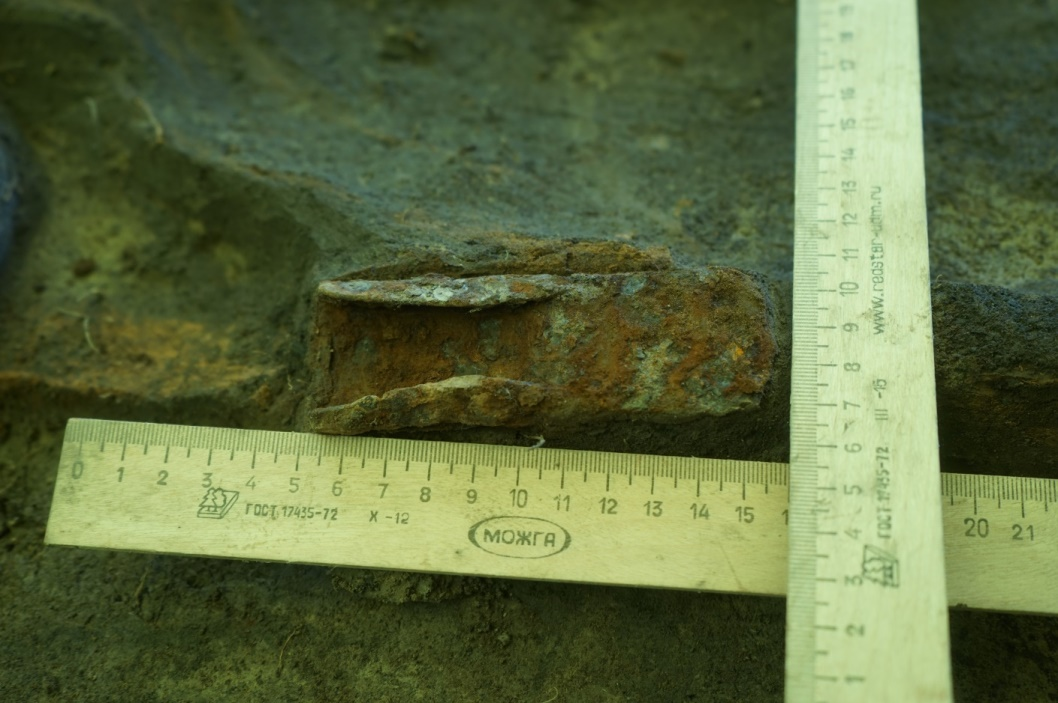 0 1 2 3 4 5 6 7 8 9 10 11 12 13 14 15 20 21
ГОСТ 17435-72 X -12
МОЖГА
1 2 3 4 5 6 7 8 9 10 11 12 13 14 15 16 17 18 19
ГОСТ 17435-72 III -15
www.redstar-udm.ru